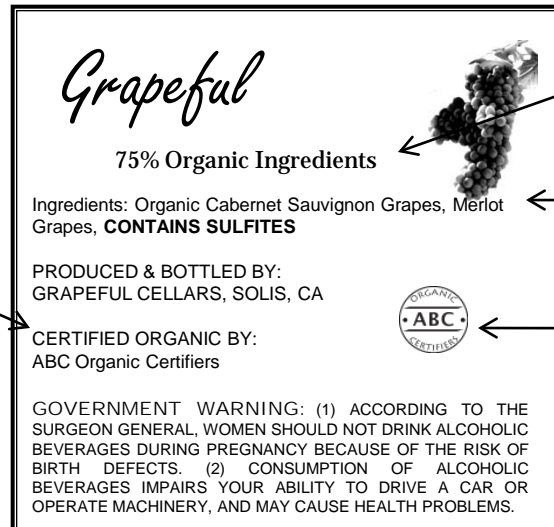 Grapeful
75% Organic Ingredients
Ingredients: Organic Cabernet Sauvignon Grapes, Merlot
Grapes, CONTAINS SULFITES
PRODUCED & BOTTLED BY:
GRAPEFUL CELLARS, SOLIS, CA
CERTIFIED ORGANIC BY:
ABC Organic Certifiers
ORGANIC
• ABC •
CERTIFIERS
GOVERNMENT WARNING: (1) ACCORDING TO THE
SURGEON GENERAL, WOMEN SHOULD NOT DRINK ALCOHOLIC
BEVERAGES DURING PREGNANCY BECAUSE OF THE RISK OF
BIRTH DEFECTS. (2) CONSUMPTION OF ALCOHOLIC
BEVERAGES IMPAIRS YOUR ABILITY TO DRIVE A CAR OR
OPERATE MACHINERY, AND MAY CAUSE HEALTH PROBLEMS.